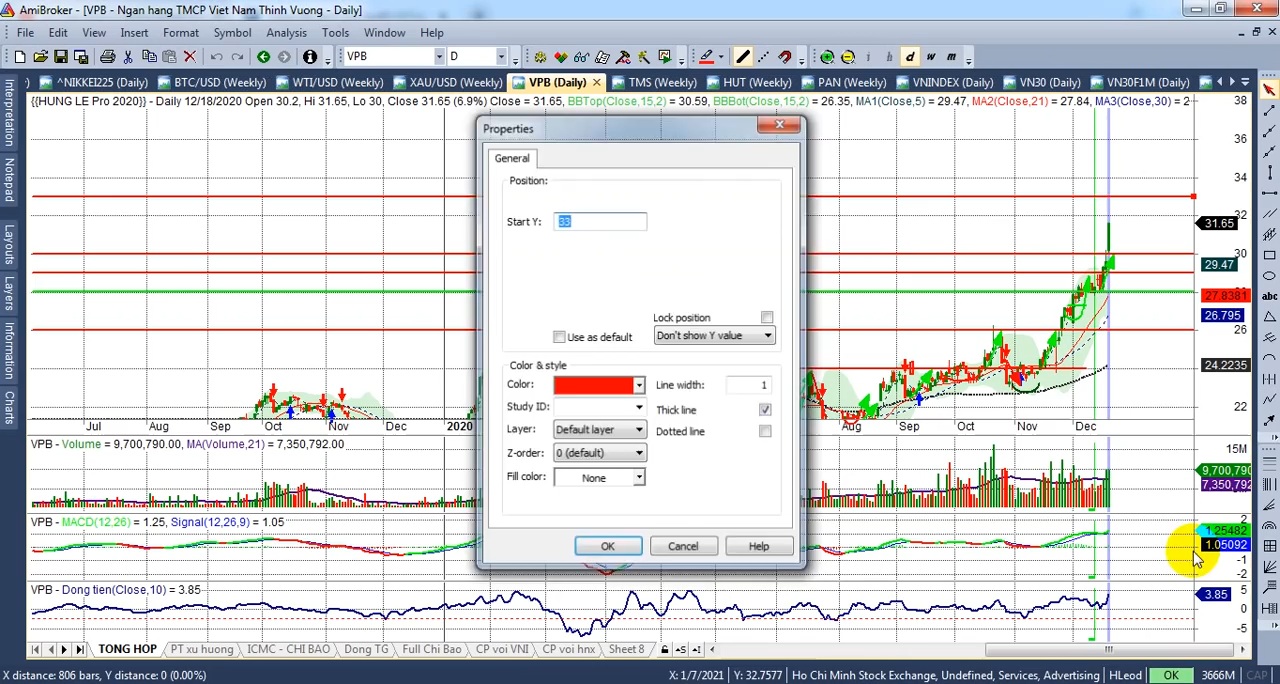 AmiBroker - [VPB - Ngan hang TMCP Viet Nam Thinh Vuong - Daily]
File Edit View Insert Format Symbol Analysis Tools Window Help
VPB D i h d w m
^NIKKEI225 (Daily) BTC/USD (Weekly) WTI/USD (Weekly) XAU/USD (Weekly) VPB (Daily) TMS (Weekly) HUT (Weekly) PAN (Weekly) VNINDEX (Daily) VN30 (Daily) VN30F1M (Daily)
{{HUNG LE Pro 2020}} - Daily 12/18/2020 Open 30.2, Hi 31.65, Lo 30, Close 31.65 (6.9%) Close = 31.65, BBTop(Close,15,2) = 30.59, BBBot(Close,15,2) = 26.35, MA1(Close,5) = 29.47, MA2(Close,21) = 27.84, MA3(Close,30) = 2
Interpretation
Notepad
Layouts
Layers
Information
Charts
38
36
34
32
31.65
30
29.47
28
27.8381
26.795
26
24.2235
22
Properties
General
Position:
Start Y: 33
Lock position
Use as default
Don't show Y value
Color & style
Color:
Line width: 1
Study ID:
Thick line
Layer: Default layer
Dotted line
Z-order: 0 (default)
Fill color: None
OK Cancel Help
abc
Jul Aug Sep Oct Nov Dec 2020 Aug Sep Oct Nov Dec
VPB - Volume = 9,700,790.00, MA(Volume,21) = 7,350,792.00
15M
9,700,790
7,350,792
VPB - MACD(12,26) = 1.25, Signal(12,26,9) = 1.05
2
1.25482
1.05092
-1
-2
VPB - Dong tien(Close,10) = 3.85
5
3.85
0
-5
TONG HOP PT xu huong ICMC - CHI BAO Dong TG Full Chi Bao CP voi VNI CP voi hnx Sheet 8
X distance: 806 bars, Y distance: 0 (0.00%) X: 1/7/2021 Y: 32.7577 Ho Chi Minh Stock Exchange, Undefined, Services, Advertising HLeod OK 3666M CAP